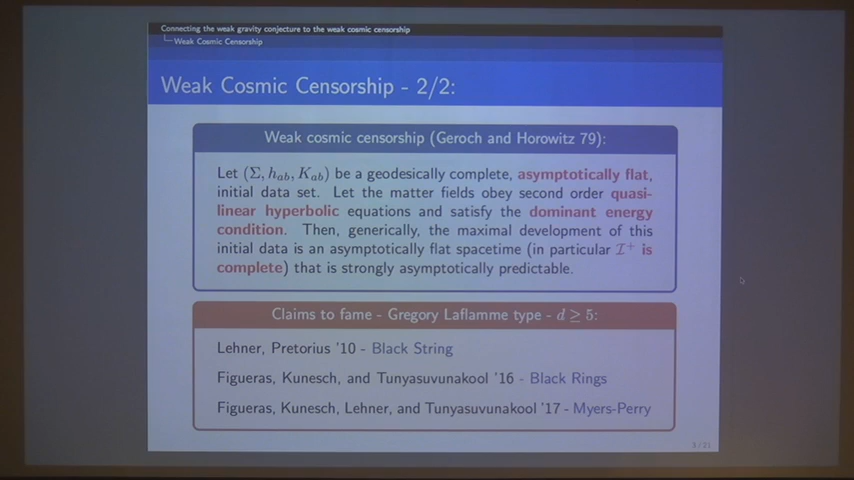 Connecting the weak gravity conjecture to the weak cosmic censorship
Weak Cosmic Censorship
Weak Cosmic Censorship - 2/2:
Weak cosmic censorship (Geroch and Horowitz 79):
Let (Σ, h_ab, K_ab) be a geodesically complete, asymptotically flat,
initial data set. Let the matter fields obey second order quasi-
linear hyperbolic equations and satisfy the dominant energy
condition. Then, generically, the maximal development of this
initial data is an asymptotically flat spacetime (in particular ℐ⁺ is
complete) that is strongly asymptotically predictable.
Claims to fame - Gregory Laflamme type - d ≥ 5:
Lehner, Pretorius '10 - Black String
Figueras, Kunesch, and Tunyasuvunakool '16 - Black Rings
Figueras, Kunesch, Lehner, and Tunyasuvunakool '17 - Myers-Perry
3 / 21